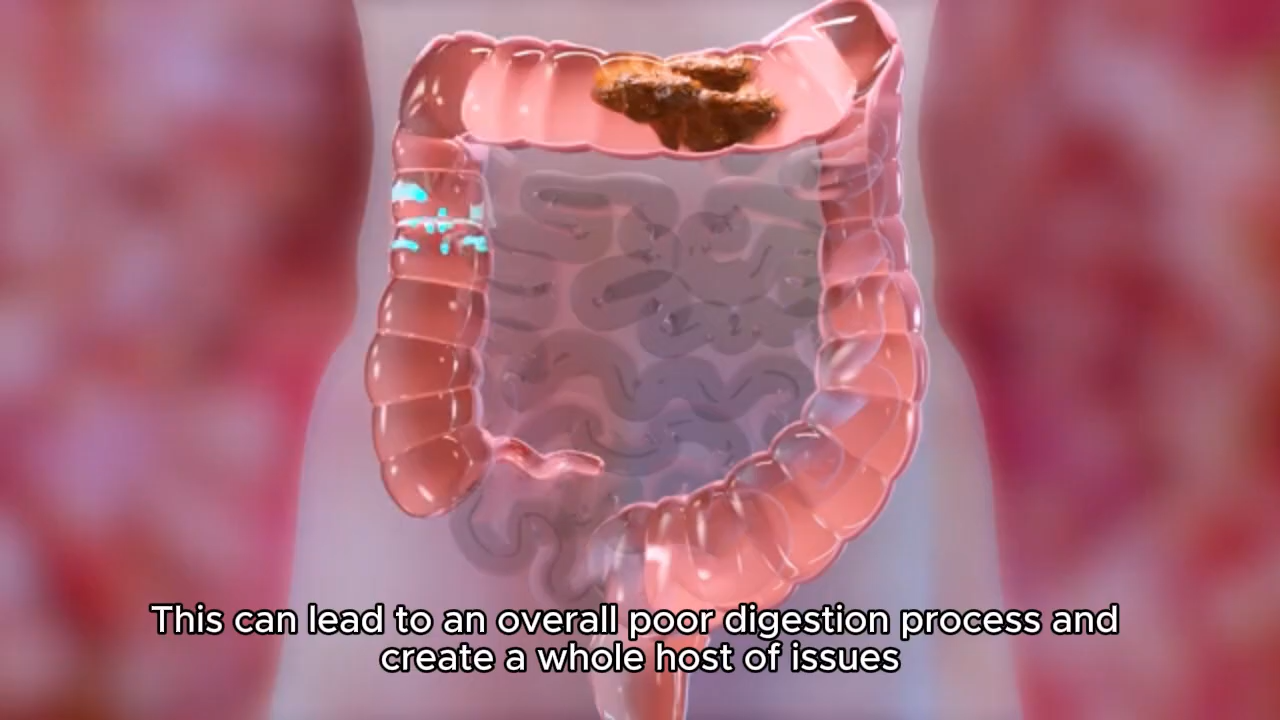 This can lead to an overall poor digestion process and
create a whole host of issues